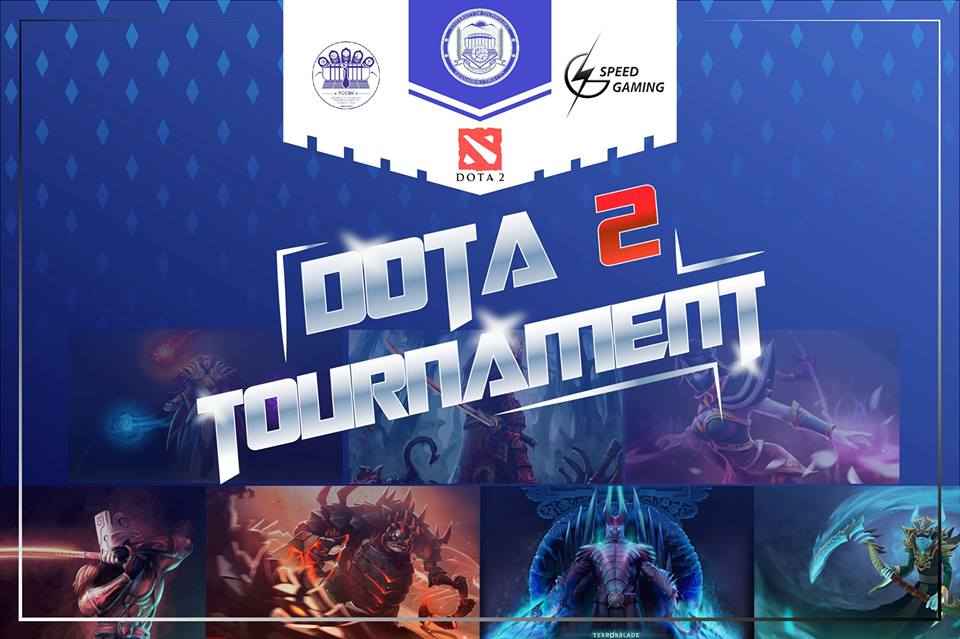 SPEED
GAMING
DOTA 2
DOTA 2
TOURNAMENT
TERRORBLADE